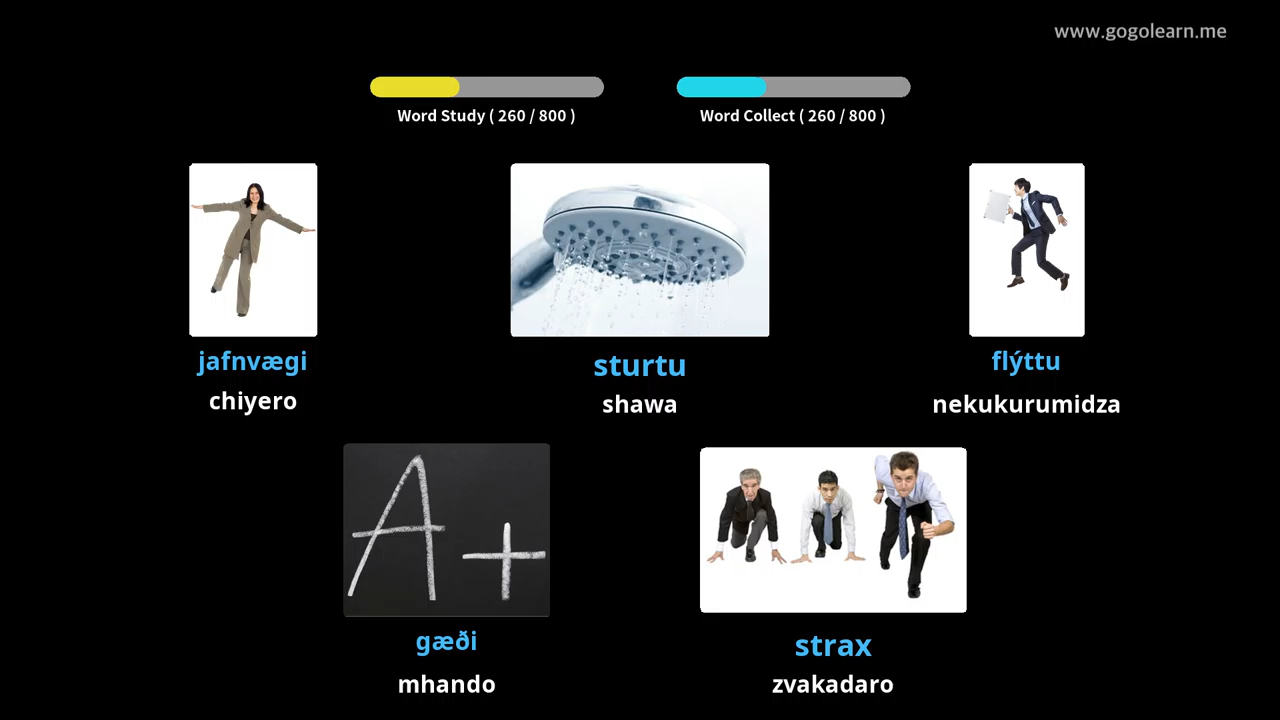 www.gogolearn.me
Word Study ( 260 / 800 )
Word Collect ( 260 / 800 )
jafnvægi
chiyero
sturtu
shawa
flýttu
nekukurumidza
A+
gæði
mhando
strax
zvakadaro